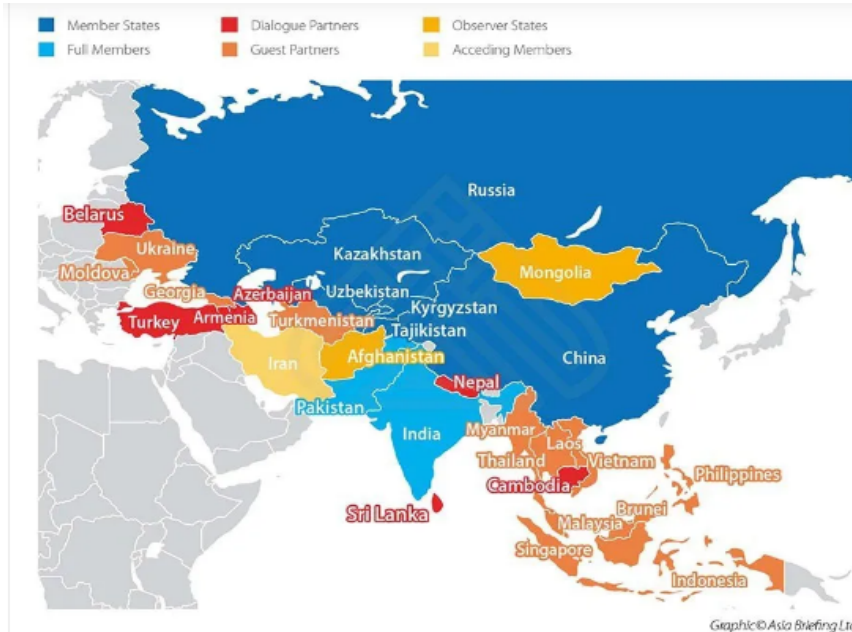 Member States
Dialogue Partners
Observer States
Full Members
Guest Partners
Acceding Members
Russia
Belarus
Ukraine
Kazakhstan
Mongolia
Moldova
Georgia
Azerbaijan
Uzbekistan
Kyrgyzstan
Turkey
Armenia
Turkmenistan
Tajikistan
Iran
Afghanistan
China
Nepal
Pakistan
India
Myanmar
Laos
Thailand
Vietnam
Philippines
Cambodia
Sri Lanka
Brunei
Malaysia
Singapore
Indonesia
Graphic© Asia Briefing Ltd